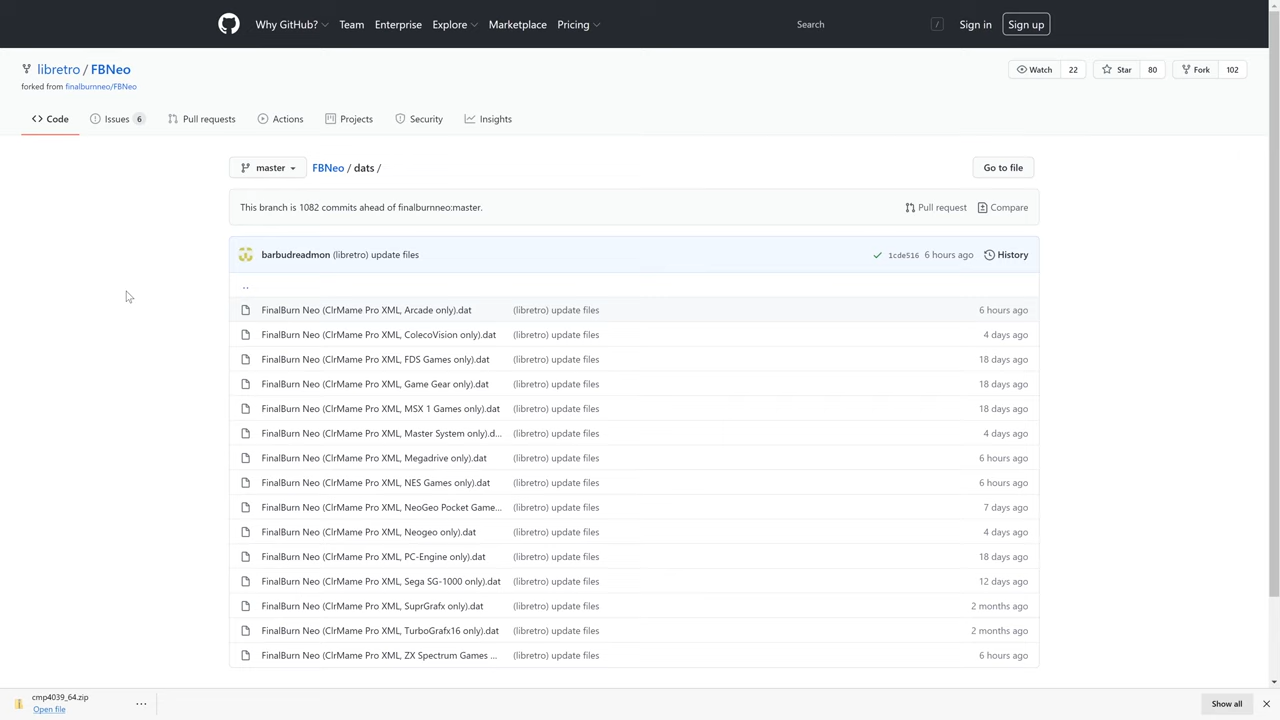 Why GitHub? Team Enterprise Explore Marketplace Pricing Search / Sign in Sign up
libretro / FBNeo Watch 22 Star 80 Fork 102
forked from finalburnneo/FBNeo
Code Issues 6 Pull requests Actions Projects Security Insights
master FBNeo / dats / Go to file
This branch is 1082 commits ahead of finalburnneo:master. Pull request Compare
barbudreadmon (libretro) update files 1cde516 6 hours ago History
..
FinalBurn Neo (ClrMame Pro XML, Arcade only).dat (libretro) update files 6 hours ago
FinalBurn Neo (ClrMame Pro XML, ColecoVision only).dat (libretro) update files 4 days ago
FinalBurn Neo (ClrMame Pro XML, FDS Games only).dat (libretro) update files 18 days ago
FinalBurn Neo (ClrMame Pro XML, Game Gear only).dat (libretro) update files 18 days ago
FinalBurn Neo (ClrMame Pro XML, MSX 1 Games only).dat (libretro) update files 18 days ago
FinalBurn Neo (ClrMame Pro XML, Master System only).d... (libretro) update files 4 days ago
FinalBurn Neo (ClrMame Pro XML, Megadrive only).dat (libretro) update files 6 hours ago
FinalBurn Neo (ClrMame Pro XML, NES Games only).dat (libretro) update files 6 hours ago
FinalBurn Neo (ClrMame Pro XML, NeoGeo Pocket Game... (libretro) update files 7 days ago
FinalBurn Neo (ClrMame Pro XML, Neogeo only).dat (libretro) update files 4 days ago
FinalBurn Neo (ClrMame Pro XML, PC-Engine only).dat (libretro) update files 18 days ago
FinalBurn Neo (ClrMame Pro XML, Sega SG-1000 only).dat (libretro) update files 12 days ago
FinalBurn Neo (ClrMame Pro XML, SuprGrafx only).dat (libretro) update files 2 months ago
FinalBurn Neo (ClrMame Pro XML, TurboGrafx16 only).dat (libretro) update files 2 months ago
FinalBurn Neo (ClrMame Pro XML, ZX Spectrum Games ... (libretro) update files 6 hours ago
cmp4039_64.zip
Open file ... Show all